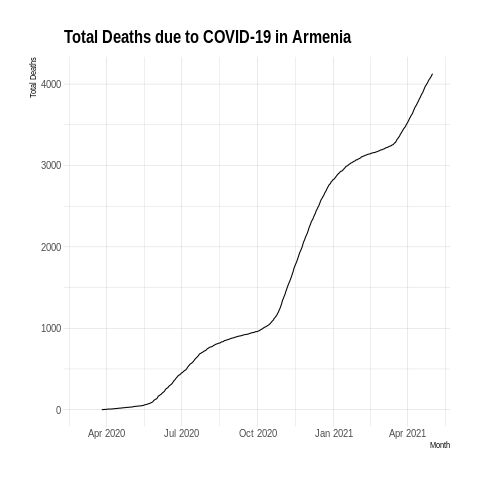 Total Deaths due to COVID-19 in Armenia
Total Deaths
4000
3000
2000
1000
0
Apr 2020 Jul 2020 Oct 2020 Jan 2021 Apr 2021
Month